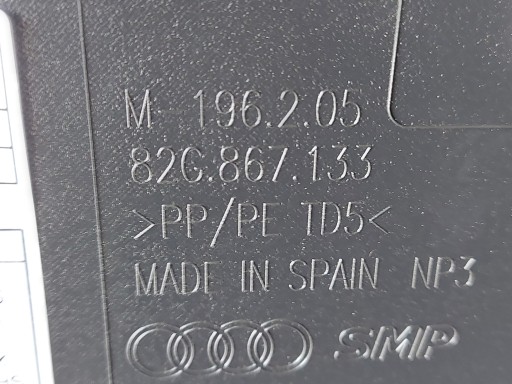 M-196.2.05
82G.867.133
>PP/PE TD5<
MADE IN SPAIN NP3
SMP